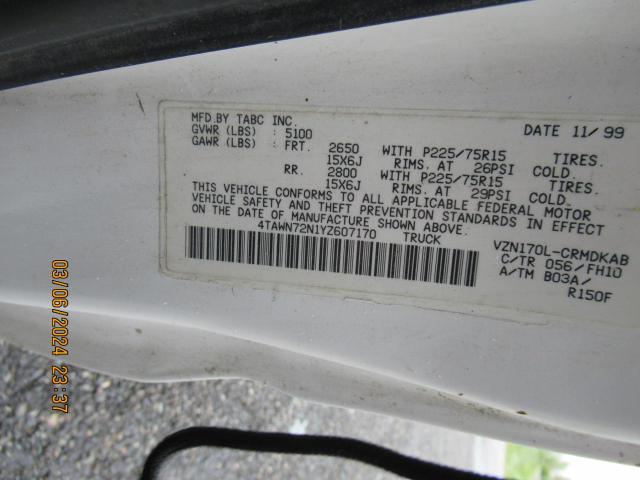 MFD.BY TABC INC. DATE 11/99
GVWR (LBS) : 5100
GAWR (LBS) : FRT. 2650 WITH P225/75R15 TIRES.
15X6J RIMS. AT 26PSI COLD.
RR. 2800 WITH P225/75R15 TIRES.
15X6J RIMS. AT 29PSI COLD.
THIS VEHICLE CONFORMS TO ALL APPLICABLE FEDERAL MOTOR
VEHICLE SAFETY AND THEFT PREVENTION STANDARDS IN EFFECT
ON THE DATE OF MANUFACTURE SHOWN ABOVE.
4TAWN72N1YZ607170 TRUCK VZN170L-CRMDKAB
C/TR 056/FH10
A/TM B03A/
R150F
03/06/2024 23:37